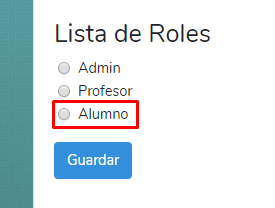 Lista de Roles
Admin
Profesor
Alumno
Guardar